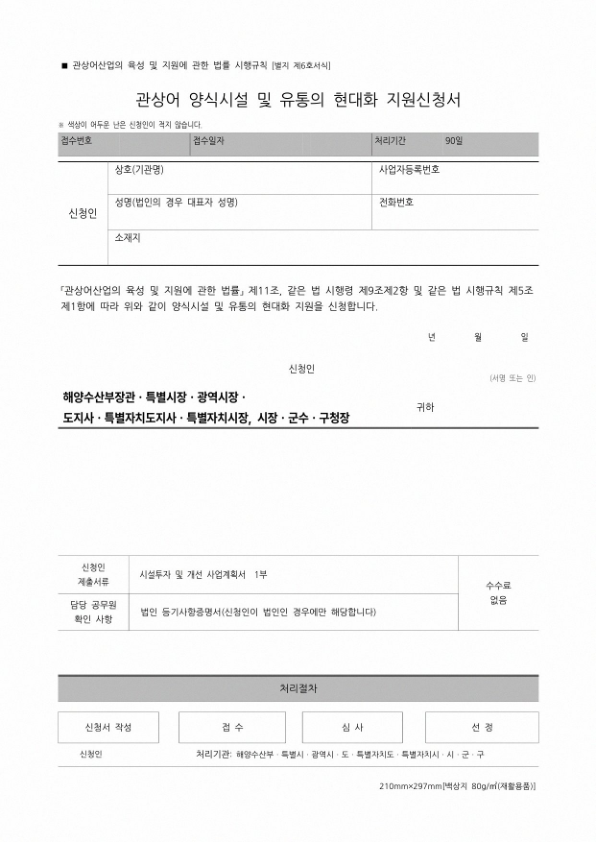 ■ 관상어산업의 육성 및 지원에 관한 법률 시행규칙 [별지 제6호서식]
관상어 양식시설 및 유통의 현대화 지원신청서
※ 색상이 어두운 난은 신청인이 적지 않습니다.
접수번호 접수일자 처리기간 90일
상호(기관명) 사업자등록번호
신청인
성명(법인의 경우 대표자 성명) 전화번호
소재지
「관상어산업의 육성 및 지원에 관한 법률」 제11조, 같은 법 시행령 제9조제2항 및 같은 법 시행규칙 제5조
제1항에 따라 위와 같이 양식시설 및 유통의 현대화 지원을 신청합니다.
년 월 일
신청인
(서명 또는 인)
해양수산부장관 · 특별시장 · 광역시장 ·
도지사 · 특별자치도지사 · 특별자치시장, 시장 · 군수 · 구청장
귀하
신청인
제출서류
시설투자 및 개선 사업계획서 1부
수수료
없음
담당 공무원
확인 사항
법인 등기사항증명서(신청인이 법인인 경우에만 해당합니다)
처리절차
신청서 작성 접 수 심 사 선 정
신청인 처리기관: 해양수산부 · 특별시 · 광역시 · 도 · 특별자치도 · 특별자치시 · 시 · 군 · 구
210mm×297mm[백상지 80g/㎡(재활용품)]